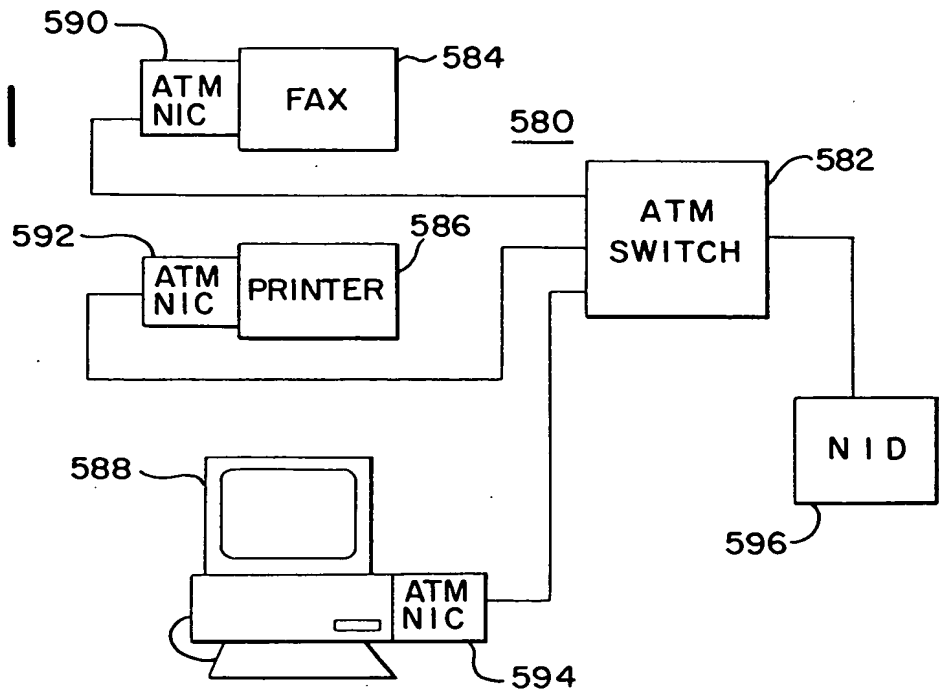 590
584
ATM
NIC
FAX
580
582
ATM
SWITCH
592
586
ATM
NIC
PRINTER
588
NID
596
ATM
NIC
594